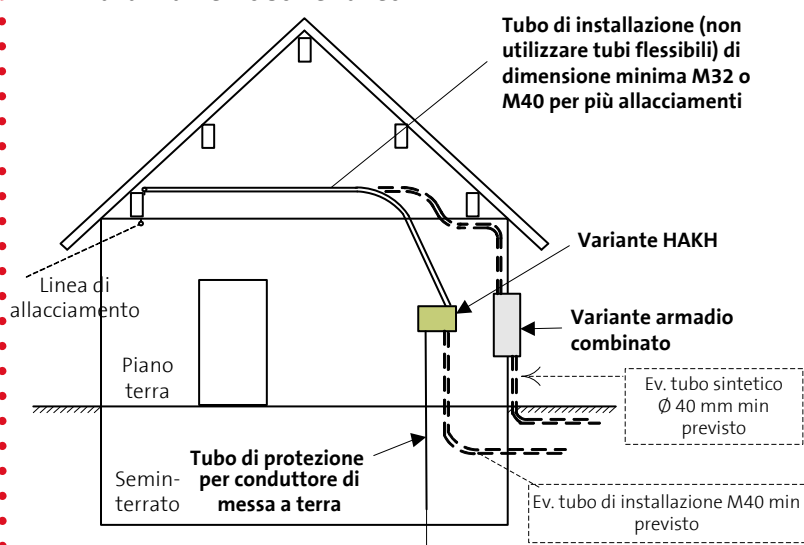 Tubo di installazione (non
utilizzare tubi flessibili) di
dimensione minima M32 o
M40 per più allacciamenti
Variante HAKH
Linea di
allacciamento
Variante armadio
combinato
Piano
terra
Ev. tubo sintetico
Ø 40 mm min
previsto
Tubo di protezione
per conduttore di
messa a terra
Semin-
terrato
Ev. tubo di installazione M40 min
previsto